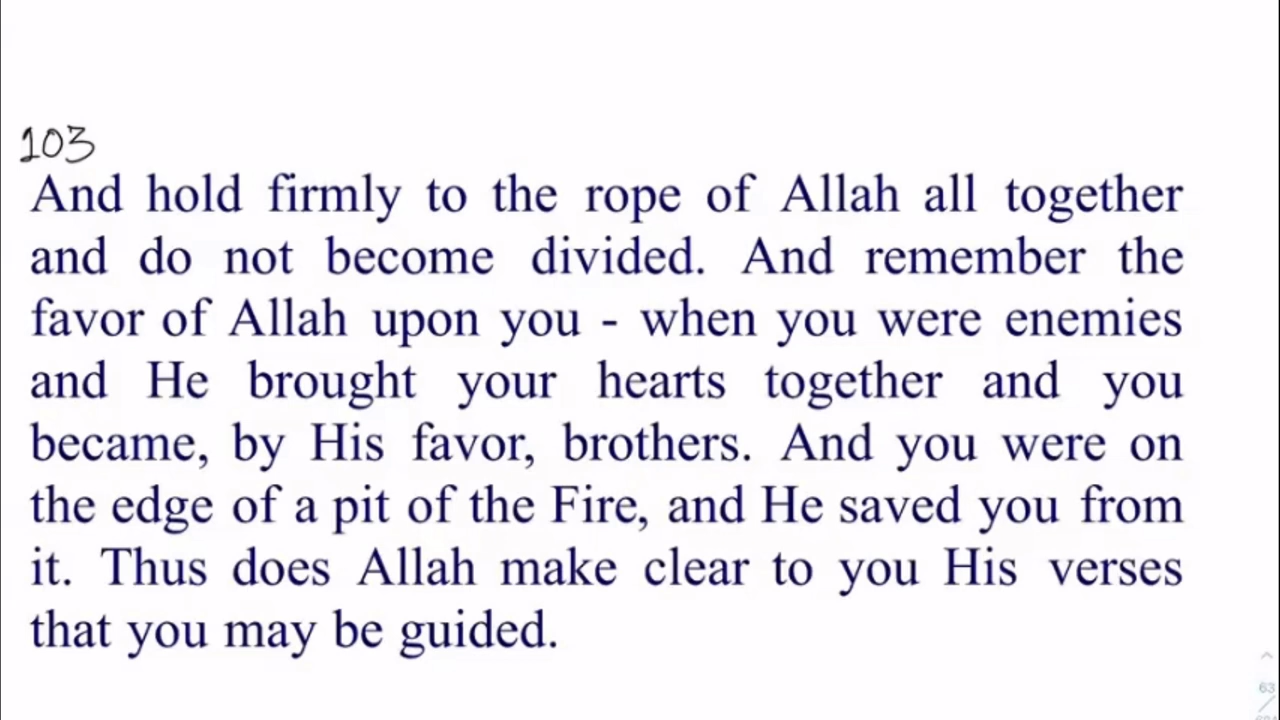 103
And hold firmly to the rope of Allah all together
and do not become divided. And remember the
favor of Allah upon you - when you were enemies
and He brought your hearts together and you
became, by His favor, brothers. And you were on
the edge of a pit of the Fire, and He saved you from
it. Thus does Allah make clear to you His verses
that you may be guided.
63